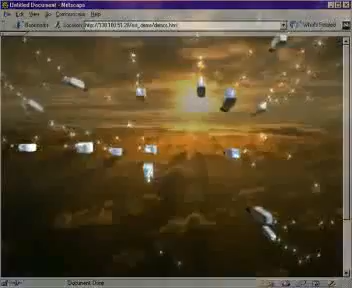 Untitled Document - Netscape
File Edit View Go Communicator Help
Bookmarks Location:
What's Related
Document: Done